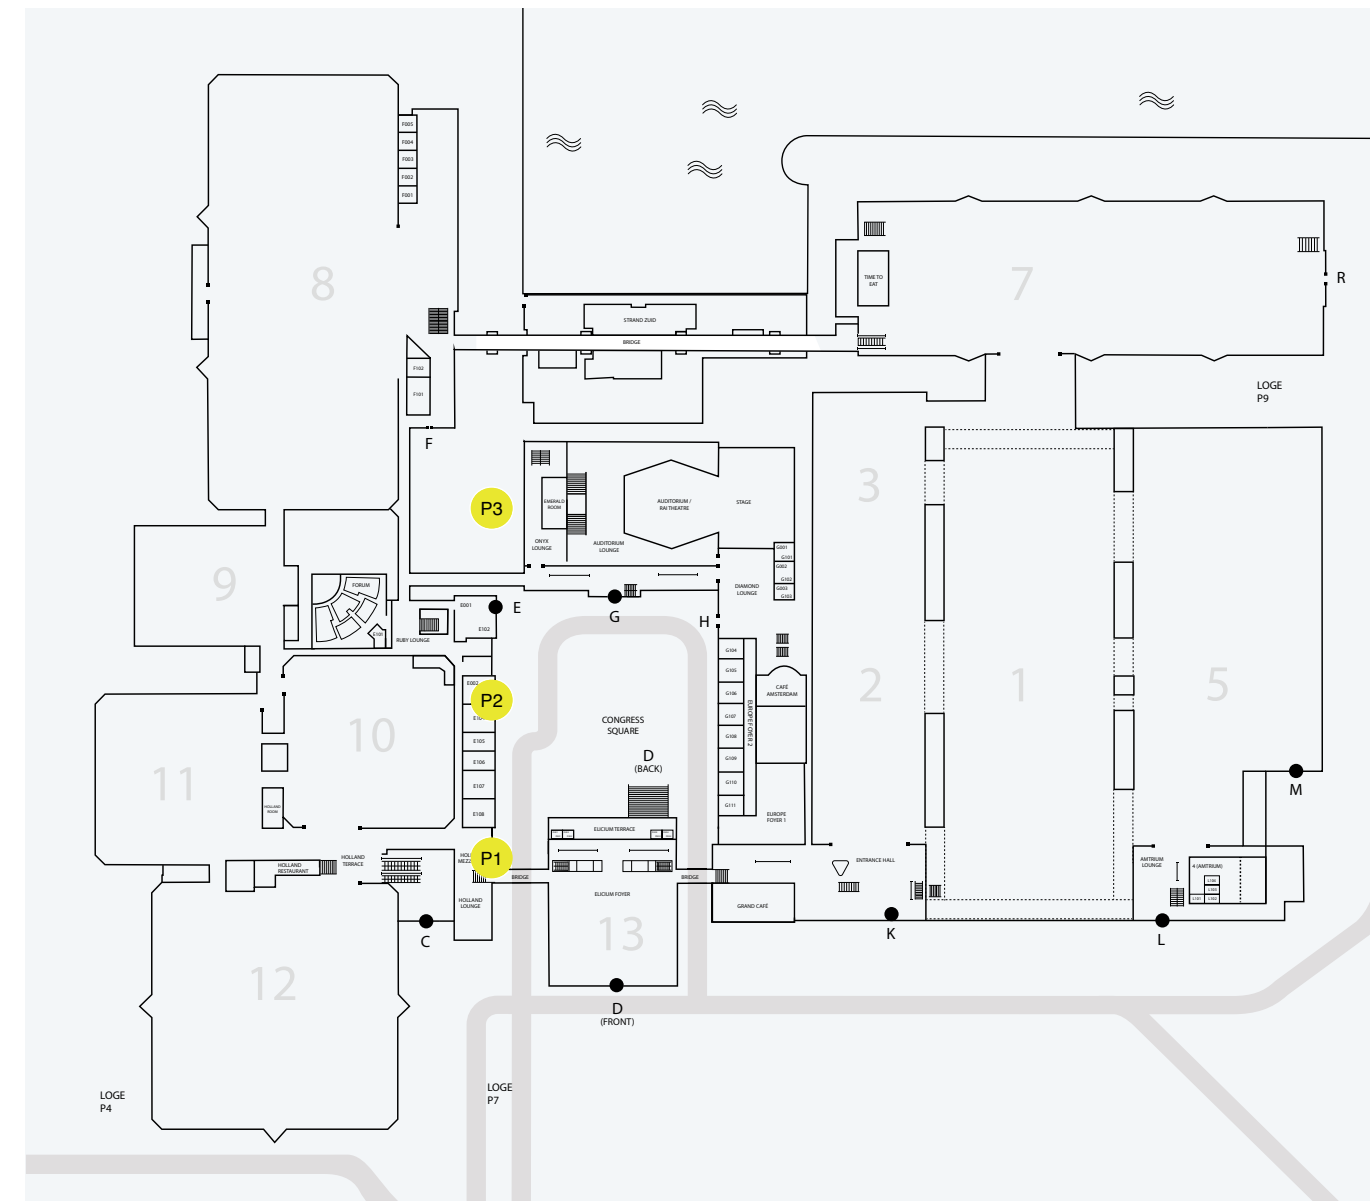 F005
F004
F003
F002
F001
8
7
R
TIME TO
EAT
STRAND ZUID
BRIDGE
F102
F101
F
LOGE
P9
3
P3
EMERALD
ROOM
ONYX
LOUNGE
AUDITORIUM
LOUNGE
AUDITORIUM /
RAI THEATRE
STAGE
G001
G101
G002
G102
G003
G103
DIAMOND
LOUNGE
9
FORUM
E103
RUBY LOUNGE
E001
E102
E
G
H
G104
G105
G106
G107
G108
G109
G110
G111
EUROPE FOYER 2
CAFÉ
AMSTERDAM
EUROPE
FOYER 1
2
1
5
E002
P2
E105
E106
E107
E108
10
11
CONGRESS
SQUARE
D
(BACK)
M
HOLLAND
ROOM
ELICIUM TERRACE
P1
HOLLAND
TERRACE
HOLLAND
RESTAURANT
HOLLAND
LOUNGE
BRIDGE
ELICIUM FOYER
BRIDGE
ENTRANCE HALL
GRAND CAFÉ
AMTRIUM
LOUNGE
4 (AMTRIUM)
L101
L102
C
13
K
L
12
D
(FRONT)
LOGE
P4
LOGE
P7